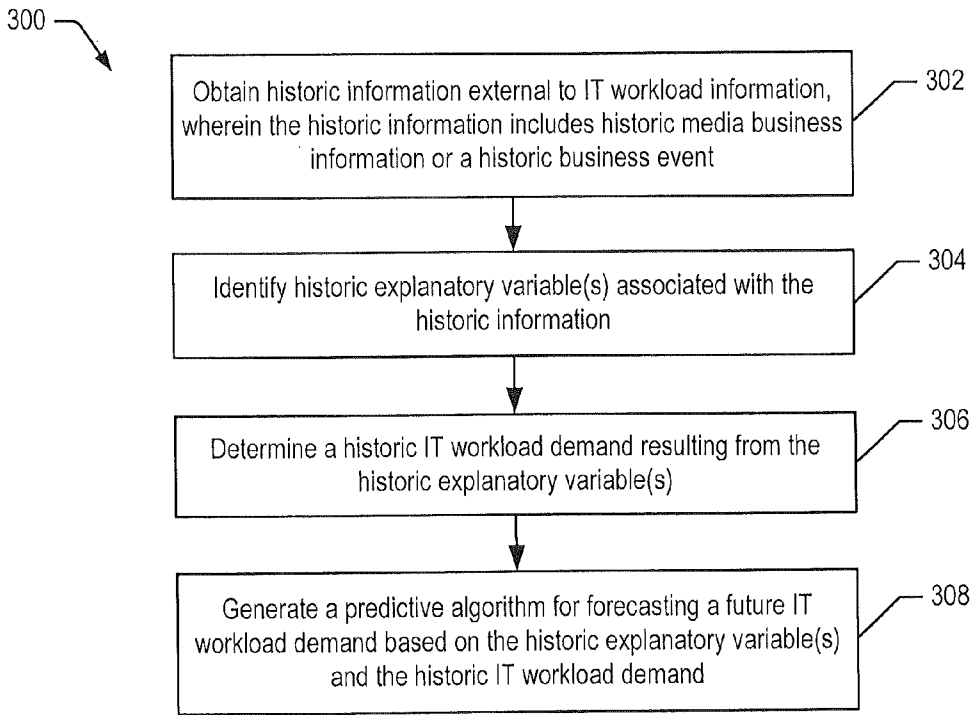 300
Obtain historic information external to IT workload information,
wherein the historic information includes historic media business
information or a historic business event
302
Identify historic explanatory variable(s) associated with the
historic information
304
Determine a historic IT workload demand resulting from the
historic explanatory variable(s)
306
Generate a predictive algorithm for forecasting a future IT
workload demand based on the historic explanatory variable(s)
and the historic IT workload demand
308